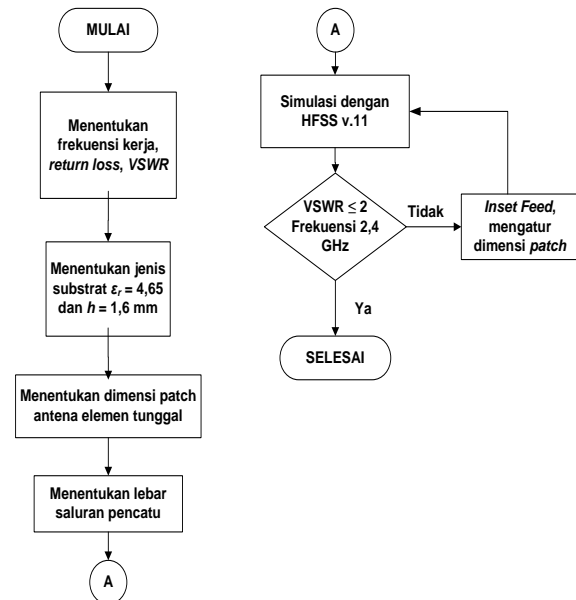 MULAI
Menentukan
frekuensi kerja,
return loss, VSWR
Menentukan jenis
substrat εr = 4,65
dan h = 1,6 mm
Menentukan dimensi patch
antena elemen tunggal
Menentukan lebar
saluran pencatu
A
A
Simulasi dengan
HFSS v.11
VSWR ≤ 2
Frekuensi 2,4
GHz
Tidak
Inset Feed,
mengatur
dimensi patch
Ya
SELESAI